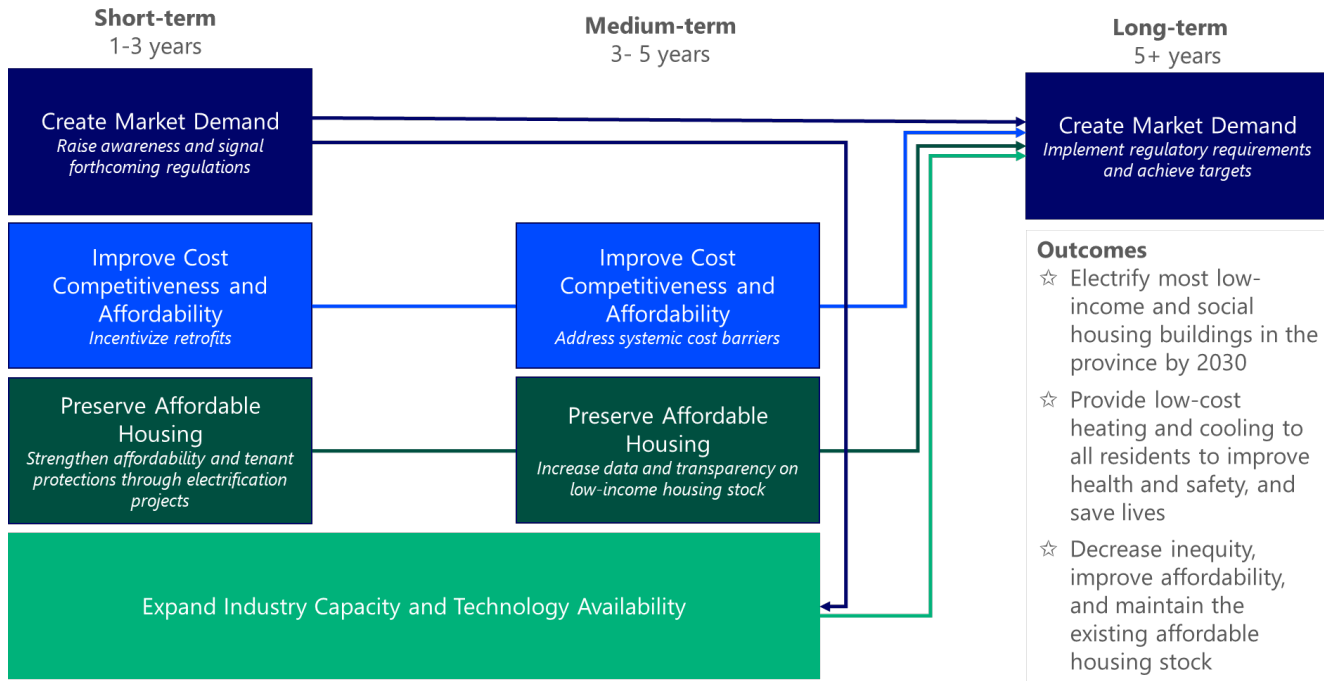 Short-term
1-3 years
Medium-term
3- 5 years
Long-term
5+ years
Create Market Demand
Raise awareness and signal
forthcoming regulations
Create Market Demand
Implement regulatory requirements
and achieve targets
Improve Cost
Competitiveness and
Affordability
Incentivize retrofits
Improve Cost
Competitiveness and
Affordability
Address systemic cost barriers
Preserve Affordable
Housing
Strengthen affordability and tenant
protections through electrification
projects
Preserve Affordable
Housing
Increase data and transparency on
low-income housing stock
Expand Industry Capacity and Technology Availability
Outcomes
☆ Electrify most low-
income and social
housing buildings in the
province by 2030
☆ Provide low-cost
heating and cooling to
all residents to improve
health and safety, and
save lives
☆ Decrease inequity,
improve affordability,
and maintain the
existing affordable
housing stock